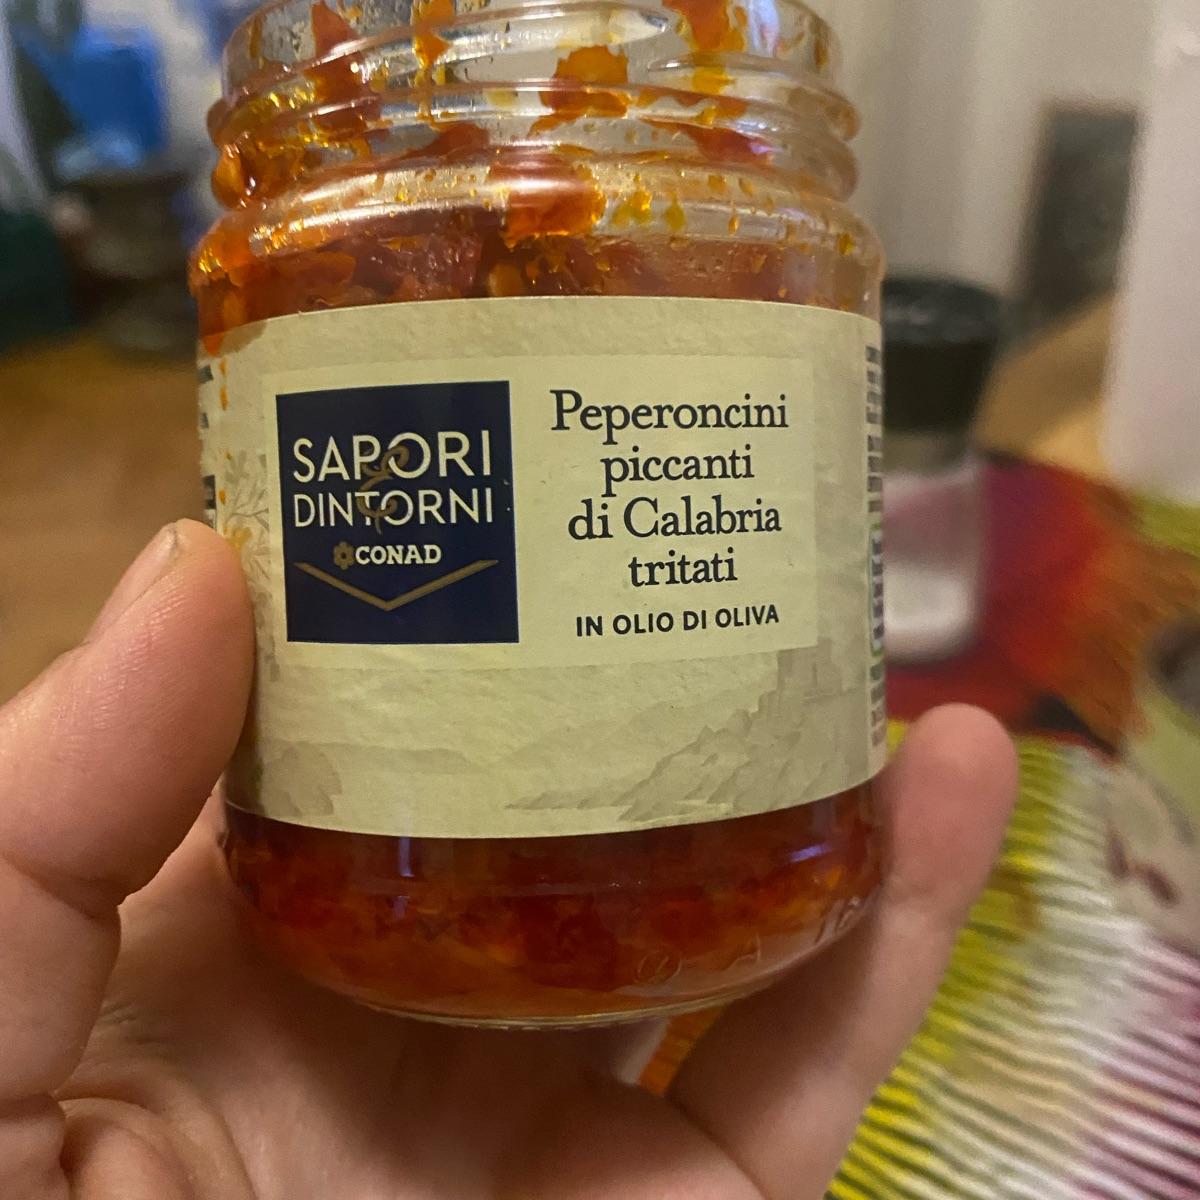 SAPORI
&
DINTORNI
CONAD
Peperoncini
piccanti
di Calabria
tritati
IN OLIO DI OLIVA